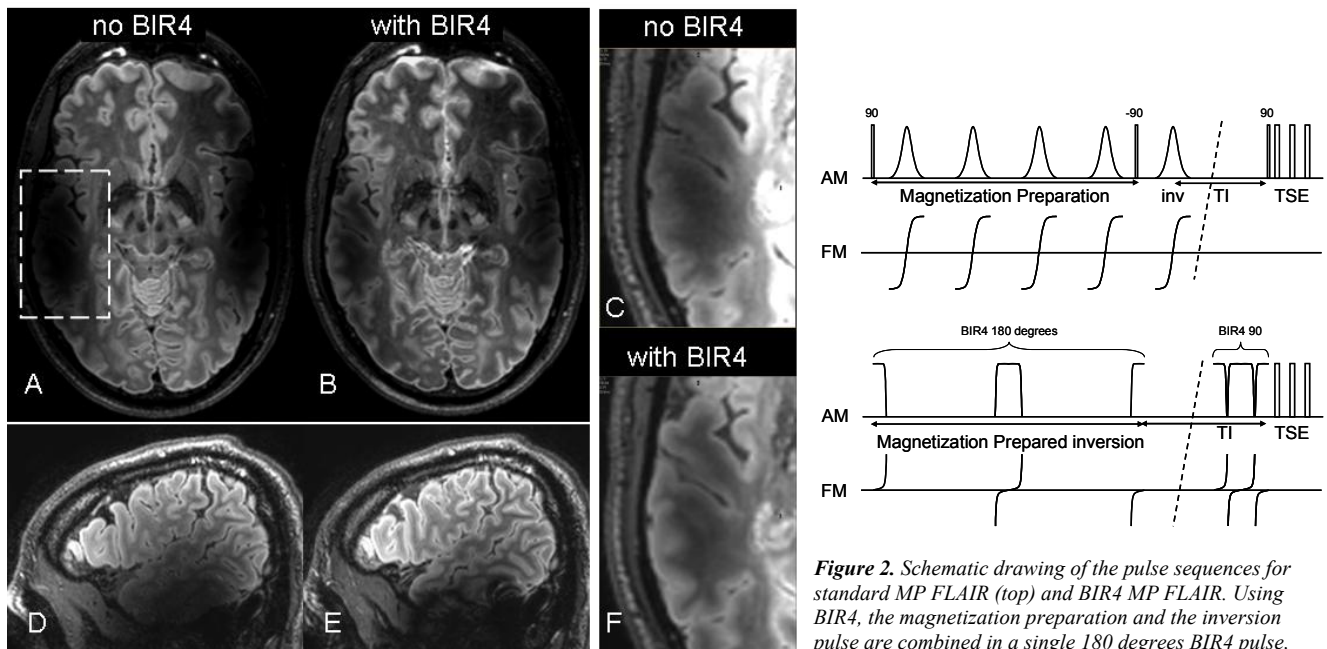 no BIR4
with BIR4
A
B
D
E
no BIR4
C
with BIR4
F
90
-90
90
AM
Magnetization Preparation
inv
TI
TSE
FM
BIR4 180 degrees
BIR4 90
AM
Magnetization Prepared inversion
TI
TSE
FM
Figure 2. Schematic drawing of the pulse sequences for
standard MP FLAIR (top) and BIR4 MP FLAIR. Using
BIR4, the magnetization preparation and the inversion
pulse are combined in a single 180 degrees BIR4 pulse.